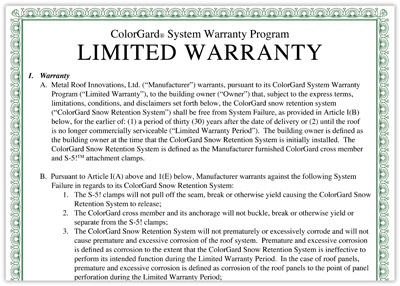 ColorGard® System Warranty Program
LIMITED WARRANTY
I. Warranty
A. Metal Roof Innovations, Ltd. ("Manufacturer") warrants, pursuant to its ColorGard System Warranty
Program ("Limited Warranty"), to the building owner ("Owner") that, subject to the express terms,
limitations, conditions, and disclaimers set forth below, the ColorGard snow retention system
("ColorGard Snow Retention System") shall be free from System Failure, as provided in Article I(B)
below, for the earlier of: (1) a period of thirty (30) years after the date of delivery or (2) until the roof
is no longer commercially serviceable ("Limited Warranty Period"). The building owner is defined as
the building owner at the time that the ColorGard Snow Retention System is initially installed. The
ColorGard Snow Retention System is defined as the Manufacturer furnished ColorGard cross member
and S-5!™ attachment clamps.
B. Pursuant to Article I(A) above and 1(E) below, Manufacturer warrants against the following System
Failure in regards to its ColorGard Snow Retention System:
1. The S-5! clamps will not pull off the seam, break or otherwise yield causing the ColorGard
Snow Retention System to release;
2. The ColorGard cross member and its anchorage will not buckle, break or otherwise yield or
separate from the S-5! clamps;
3. The ColorGard Snow Retention System will not prematurely or excessively corrode and will not
cause premature and excessive corrosion of the roof system. Premature and excessive corrosion
is defined as corrosion to the extent that the ColorGard Snow Retention System is ineffective to
perform its intended function during the Limited Warranty Period. In the case of roof panels,
premature and excessive corrosion is defined as corrosion of the roof panels to the point of panel
perforation during the Limited Warranty Period;